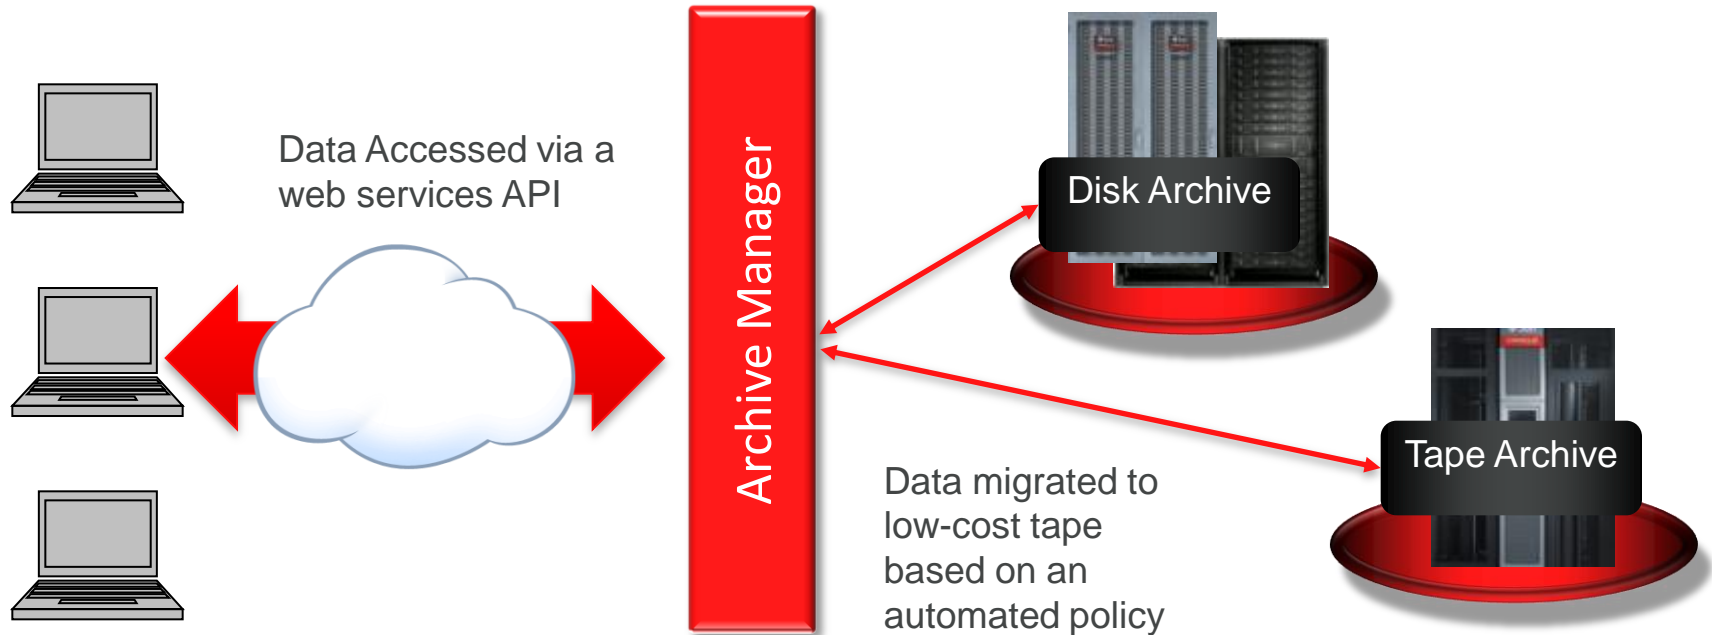 Data Accessed via a
web services API
Archive Manager
Disk Archive
Tape Archive
Data migrated to
low-cost tape
based on an
automated policy